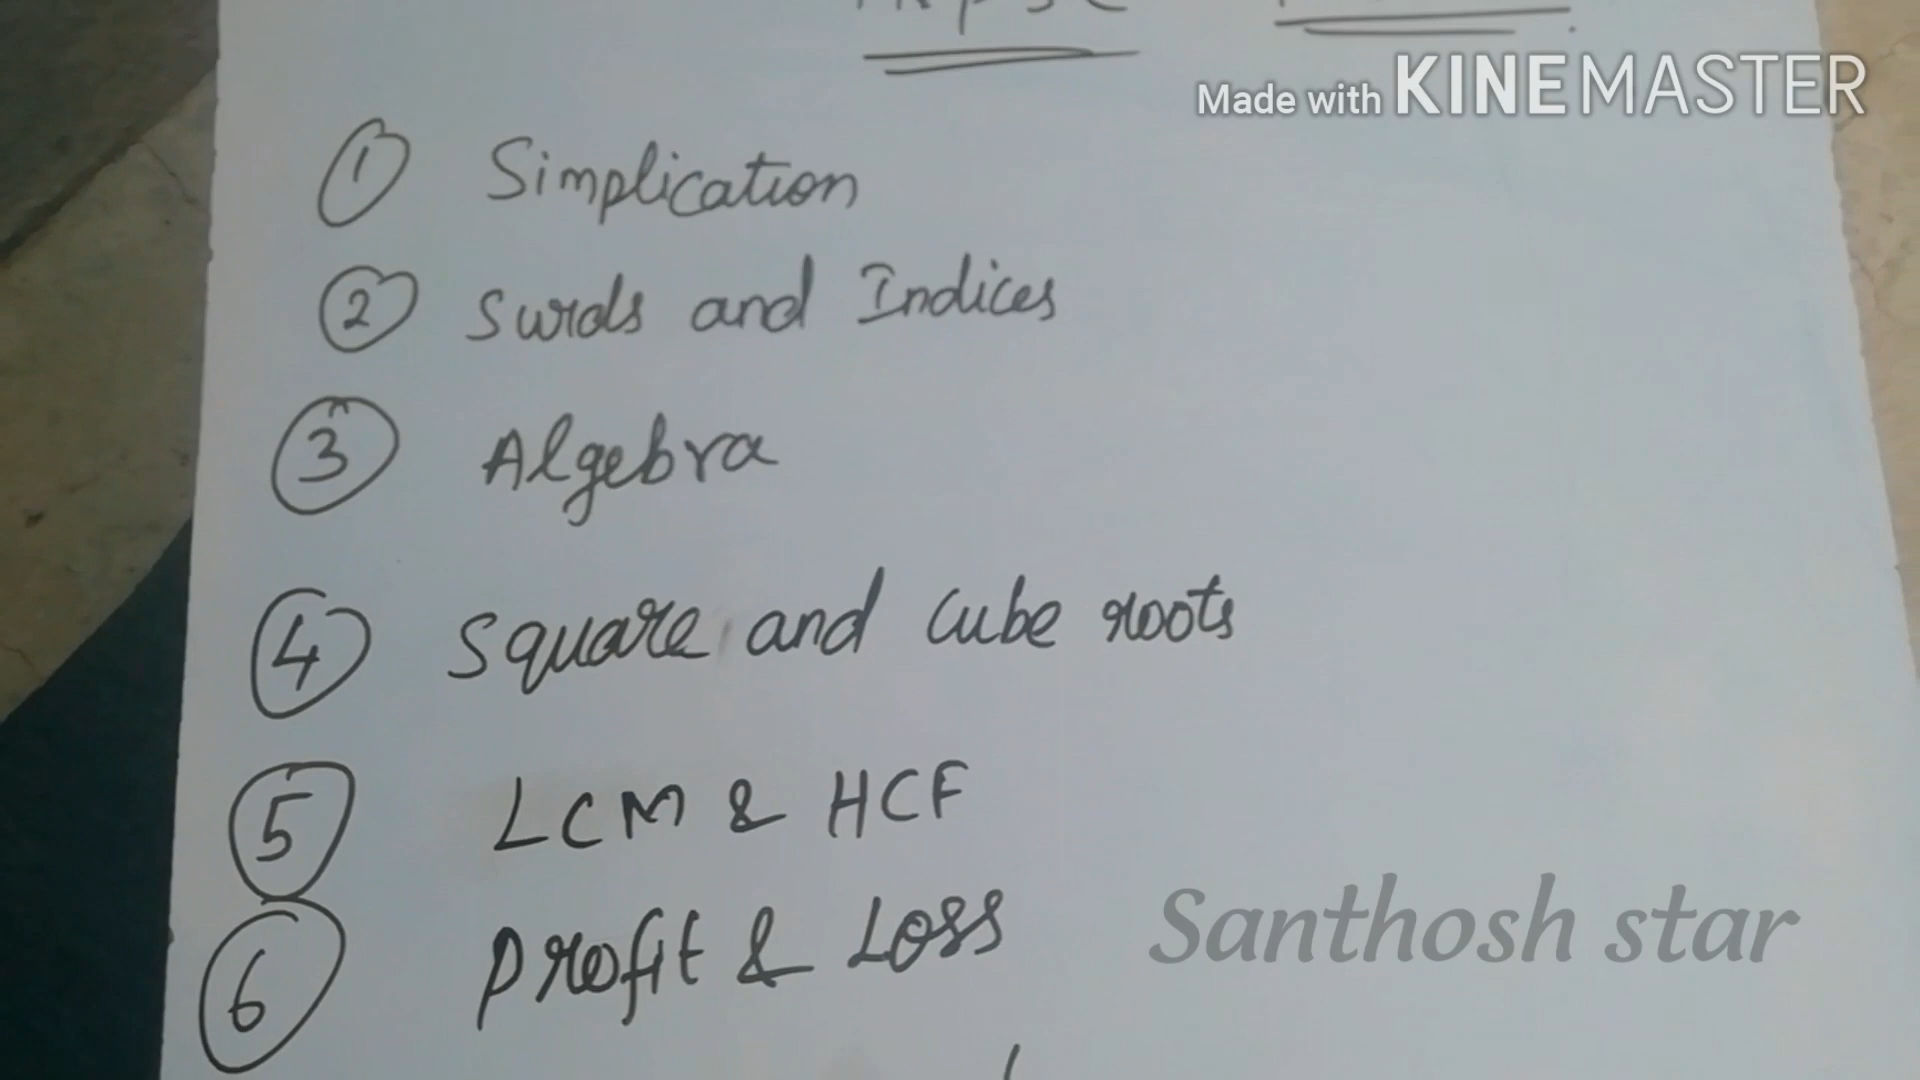 Made with KINEMASTER
① Simplication
② Surds and Indices
③ Algebra
④ Square and cube roots
⑤ LCM & HCF
⑥ Profit & Loss
Santhosh star